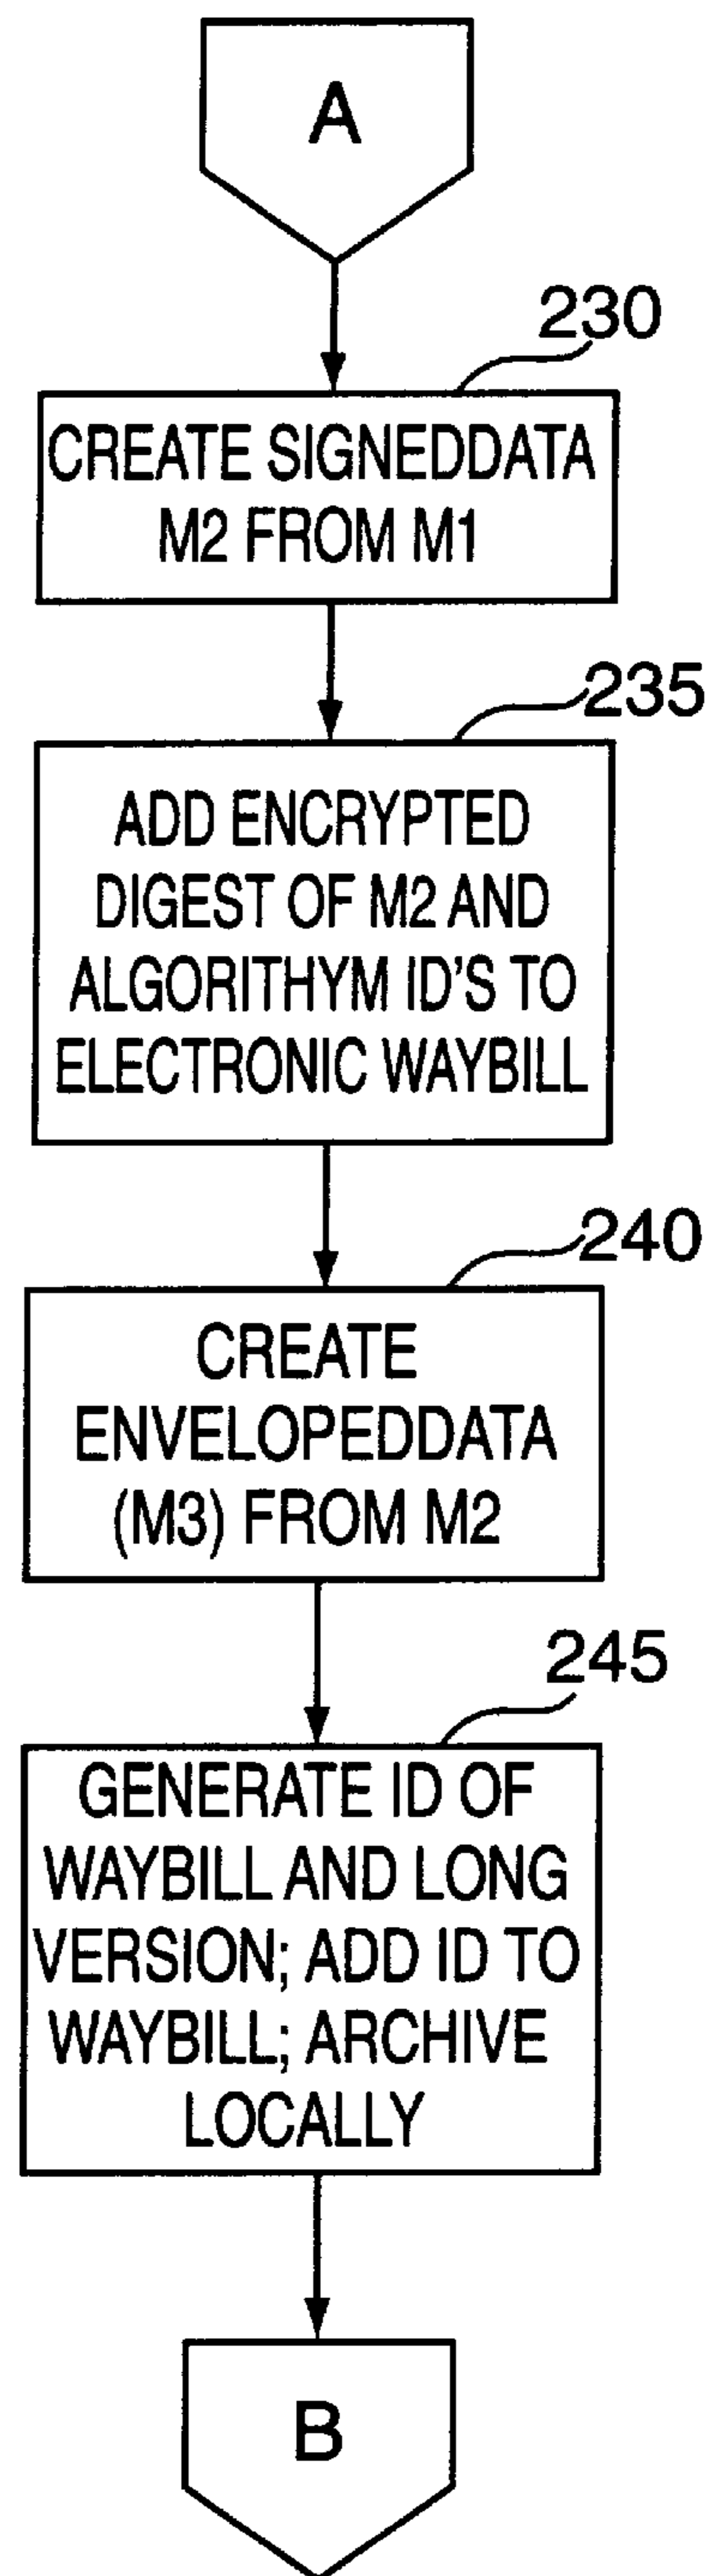 A
230
CREATE SIGNEDDATA
M2 FROM M1
235
ADD ENCRYPTED
DIGEST OF M2 AND
ALGORITHYM ID'S TO
ELECTRONIC WAYBILL
240
CREATE
ENVELOPEDDATA
(M3) FROM M2
245
GENERATE ID OF
WAYBILL AND LONG
VERSION; ADD ID TO
WAYBILL; ARCHIVE
LOCALLY
B